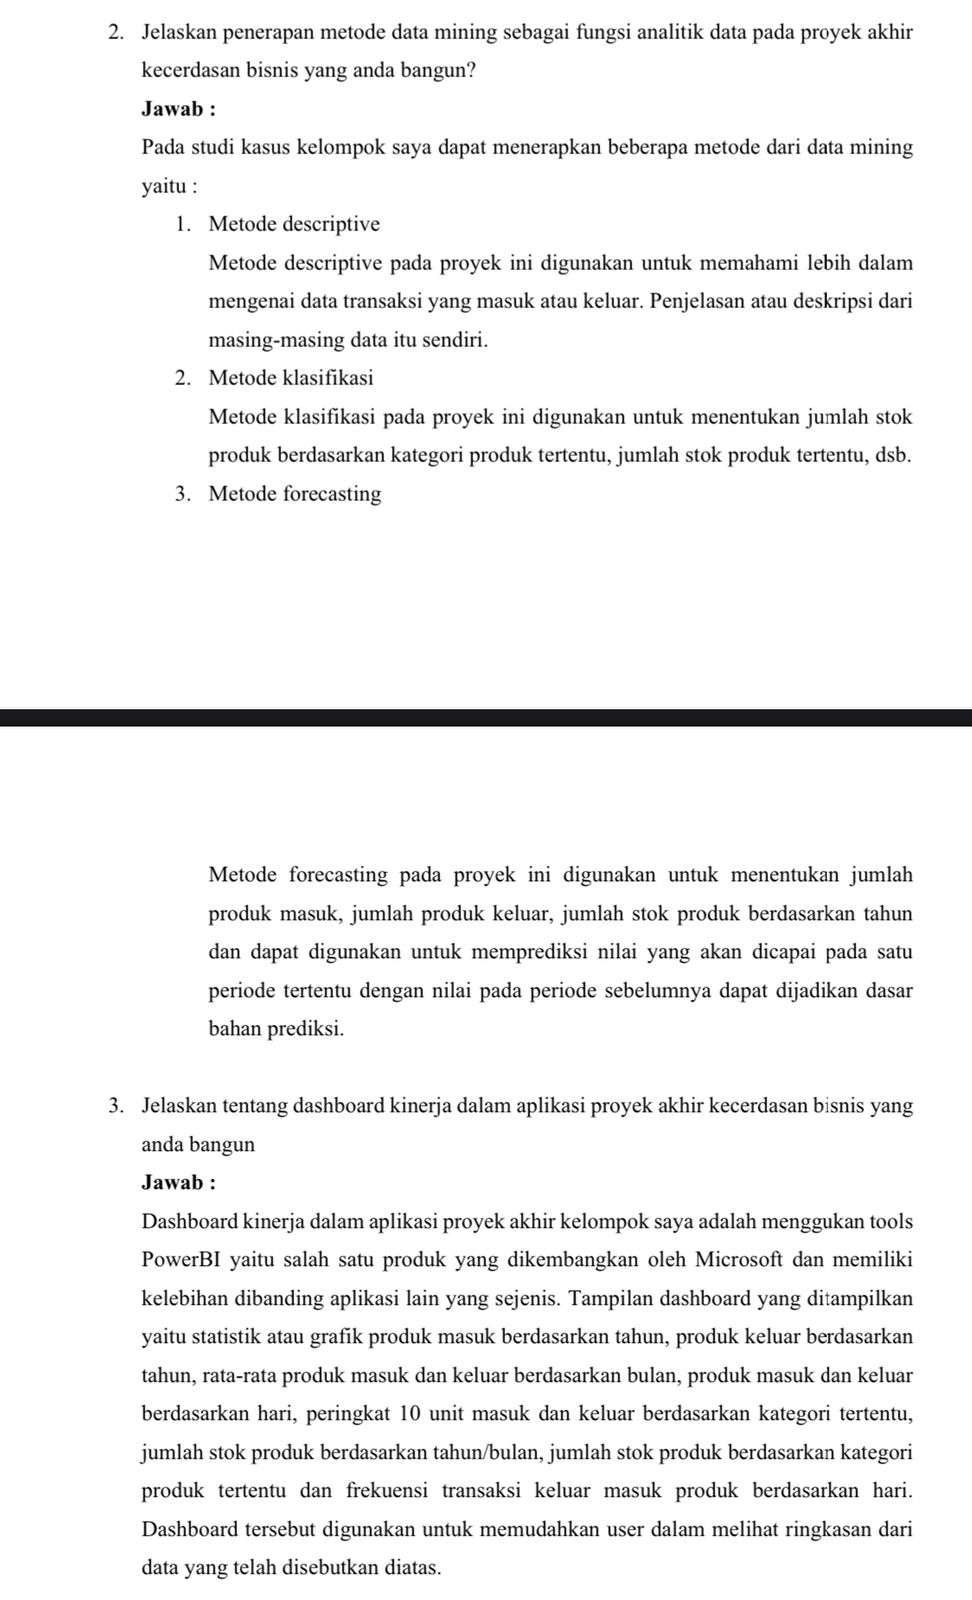 2. Jelaskan penerapan metode data mining sebagai fungsi analitik data pada proyek akhir
kecerdasan bisnis yang anda bangun?
Jawab :
Pada studi kasus kelompok saya dapat menerapkan beberapa metode dari data mining
yaitu :
1. Metode descriptive
Metode descriptive pada proyek ini digunakan untuk memahami lebih dalam
mengenai data transaksi yang masuk atau keluar. Penjelasan atau deskripsi dari
masing-masing data itu sendiri.
2. Metode klasifikasi
Metode klasifikasi pada proyek ini digunakan untuk menentukan jumlah stok
produk berdasarkan kategori produk tertentu, jumlah stok produk tertentu, dsb.
3. Metode forecasting
Metode forecasting pada proyek ini digunakan untuk menentukan jumlah
produk masuk, jumlah produk keluar, jumlah stok produk berdasarkan tahun
dan dapat digunakan untuk memprediksi nilai yang akan dicapai pada satu
periode tertentu dengan nilai pada periode sebelumnya dapat dijadikan dasar
bahan prediksi.
3. Jelaskan tentang dashboard kinerja dalam aplikasi proyek akhir kecerdasan bisnis yang
anda bangun
Jawab :
Dashboard kinerja dalam aplikasi proyek akhir kelompok saya adalah menggukan tools
PowerBI yaitu salah satu produk yang dikembangkan oleh Microsoft dan memiliki
kelebihan dibanding aplikasi lain yang sejenis. Tampilan dashboard yang ditampilkan
yaitu statistik atau grafik produk masuk berdasarkan tahun, produk keluar berdasarkan
tahun, rata-rata produk masuk dan keluar berdasarkan bulan, produk masuk dan keluar
berdasarkan hari, peringkat 10 unit masuk dan keluar berdasarkan kategori tertentu,
jumlah stok produk berdasarkan tahun/bulan, jumlah stok produk berdasarkan kategori
produk tertentu dan frekuensi transaksi keluar masuk produk berdasarkan hari.
Dashboard tersebut digunakan untuk memudahkan user dalam melihat ringkasan dari
data yang telah disebutkan diatas.